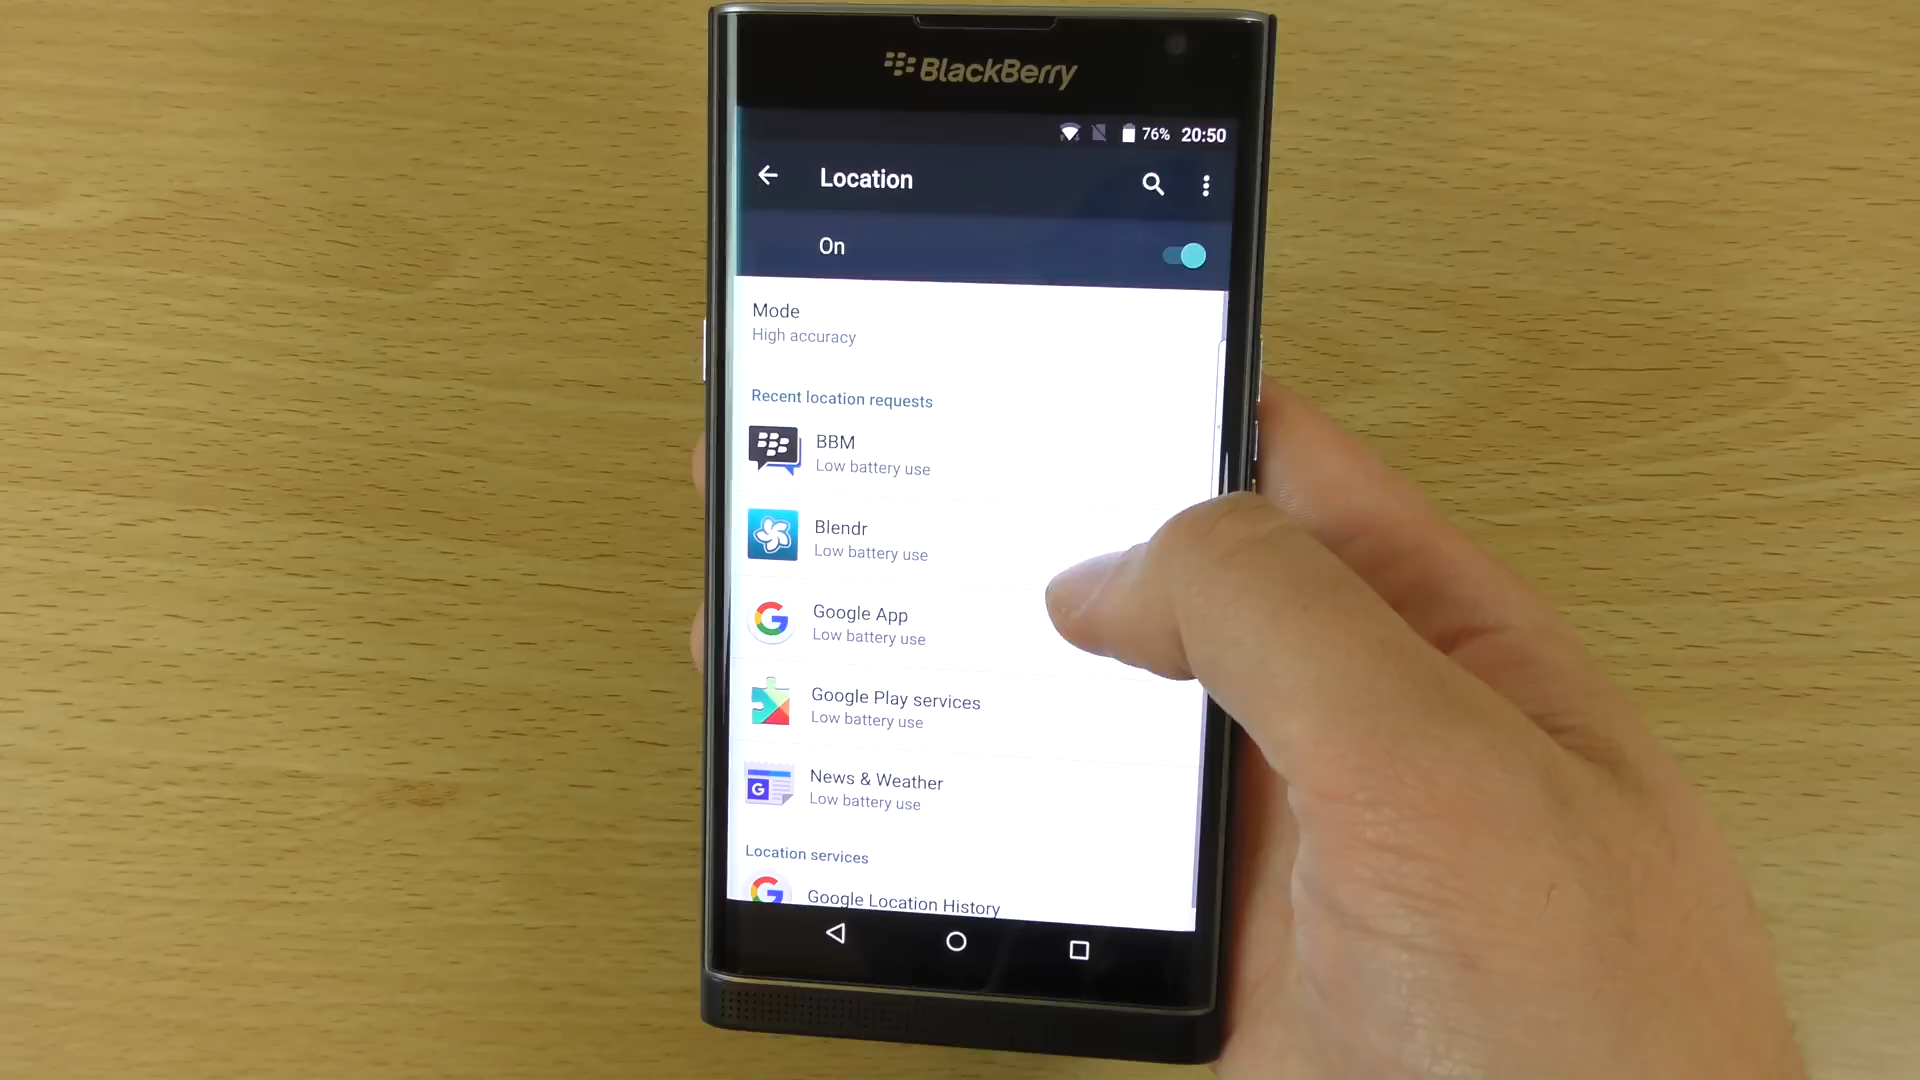 BlackBerry
76% 20:50
Location
On
Mode
High accuracy
Recent location requests
BBM
Low battery use
Blendr
Low battery use
Google App
Low battery use
Google Play services
Low battery use
News & Weather
Low battery use
Location services
Google Location History